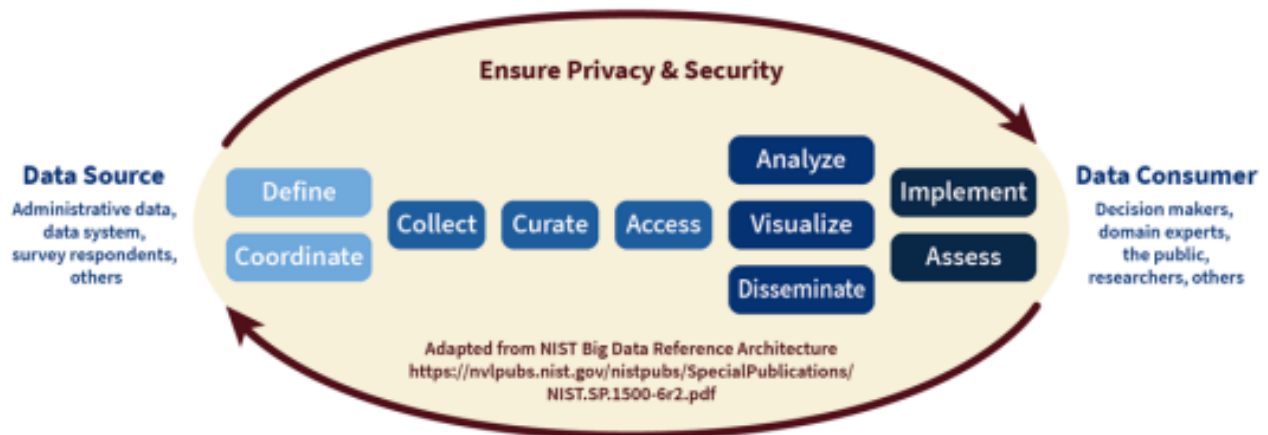 Ensure Privacy & Security
Data Source
Administrative data,
data system,
survey respondents,
others
Define
Coordinate
Collect
Curate
Access
Analyze
Visualize
Disseminate
Implement
Assess
Data Consumer
Decision makers,
domain experts,
the public,
researchers, others
Adapted from NIST Big Data Reference Architecture
https://nvlpubs.nist.gov/nistpubs/SpecialPublications/
NIST.SP.1500-6r2.pdf